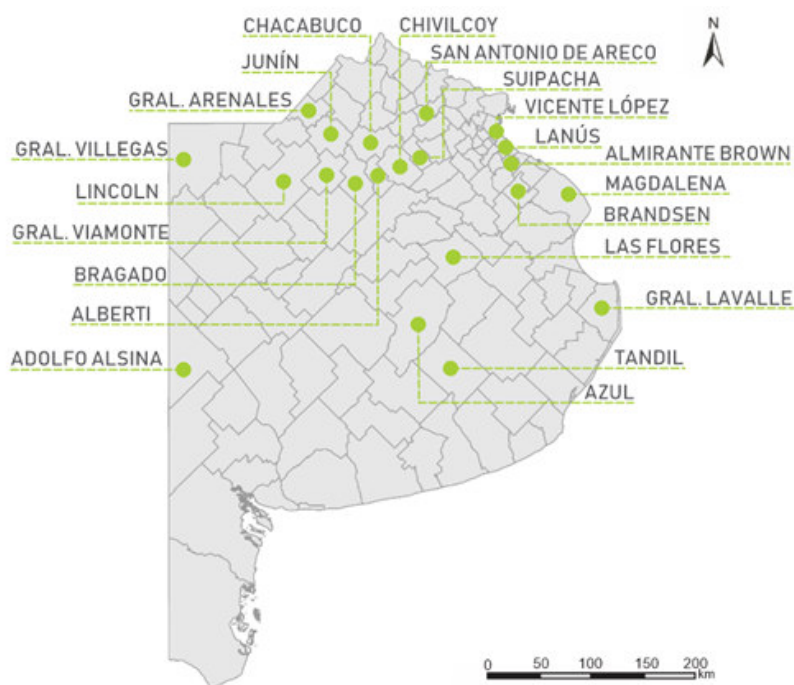 CHACABUCO
CHIVILCOY
N
JUNÍN
SAN ANTONIO DE ARECO
SUIPACHA
GRAL. ARENALES
VICENTE LÓPEZ
LANÚS
GRAL. VILLEGAS
ALMIRANTE BROWN
LINCOLN
MAGDALENA
BRANDSEN
GRAL. VIAMONTE
LAS FLORES
BRAGADO
GRAL. LAVALLE
ALBERTI
ADOLFO ALSINA
TANDIL
AZUL
0 50 100 150 200
km